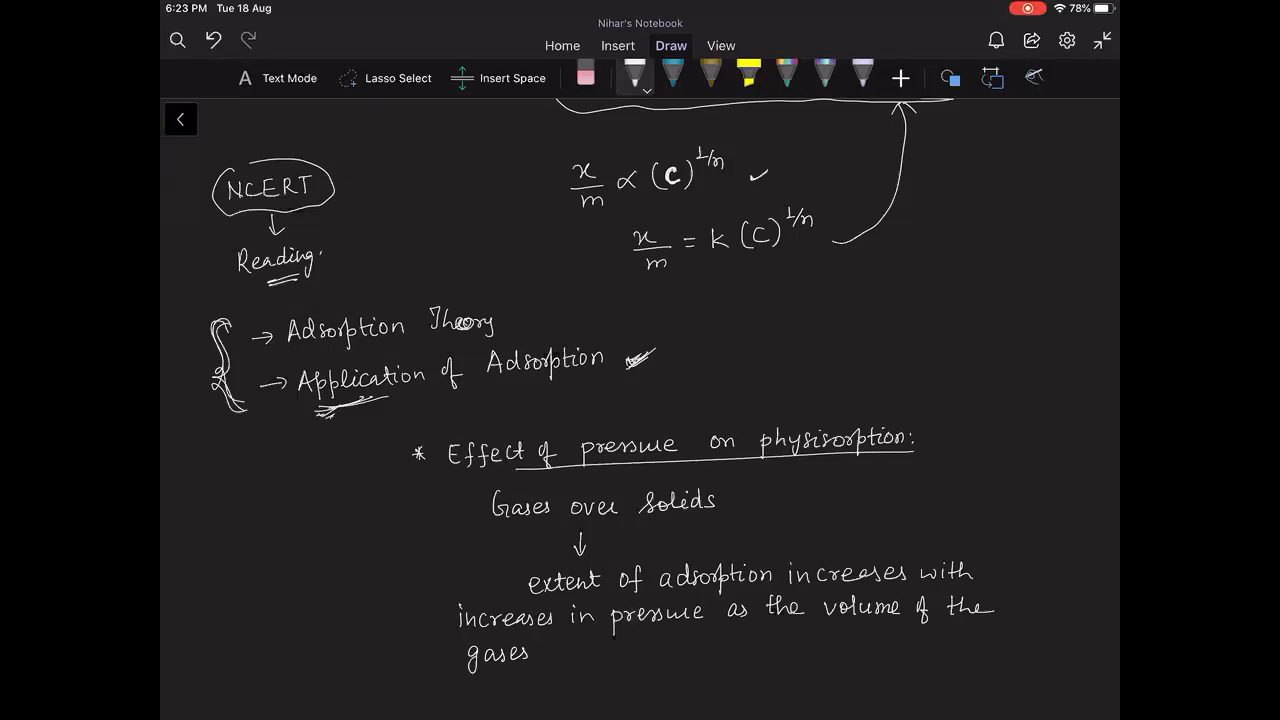 6:23 PM Tue 18 Aug
78%
Nihar's Notebook
Home Insert Draw View
Text Mode Lasso Select Insert Space
NCERT
Reading.
x/m ∝ (C)^1/n
x/m = K (C)^1/n
→ Adsorption Theory
→ Application of Adsorption
* Effect of pressure on physisorption:
Gases over solids
extent of adsorption increases with
increases in pressure as the volume of the
gases